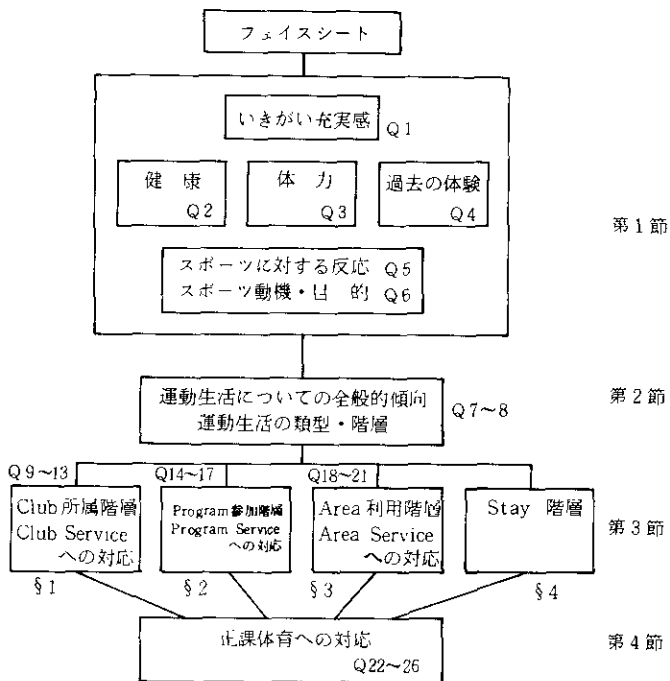 フェイスシート
いきがい充実感 Q1
健 康
Q2
体 力
Q3
過去の体験
Q4
スポーツに対する反応 Q5
スポーツ動機・目 的 Q6
第1節
運動生活についての全般的傾向
運動生活の類型・階層
Q7〜8
第2節
Q9〜13
Club所属階層
Club Service
への対応
§1
Q14〜17
Program参加階層
Program Service
への対応
§2
Q18〜21
Area利用階層
Area Service
への対応
§3
Stay 階層
§4
第3節
正課体育への対応
Q22〜26
第4節